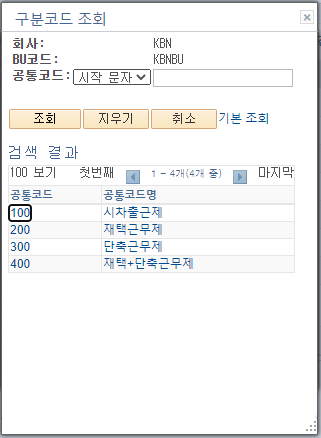 구분코드 조회
회사: KBN
BU코드: KBNBU
공통코드: 시작 문자
조회 지우기 취소 기본 조회
검색 결과
100 보기 첫번째 1 - 4개(4개 중) 마지막
공통코드 공통코드명
100 시차출근제
200 재택근무제
300 단축근무제
400 재택+단축근무제